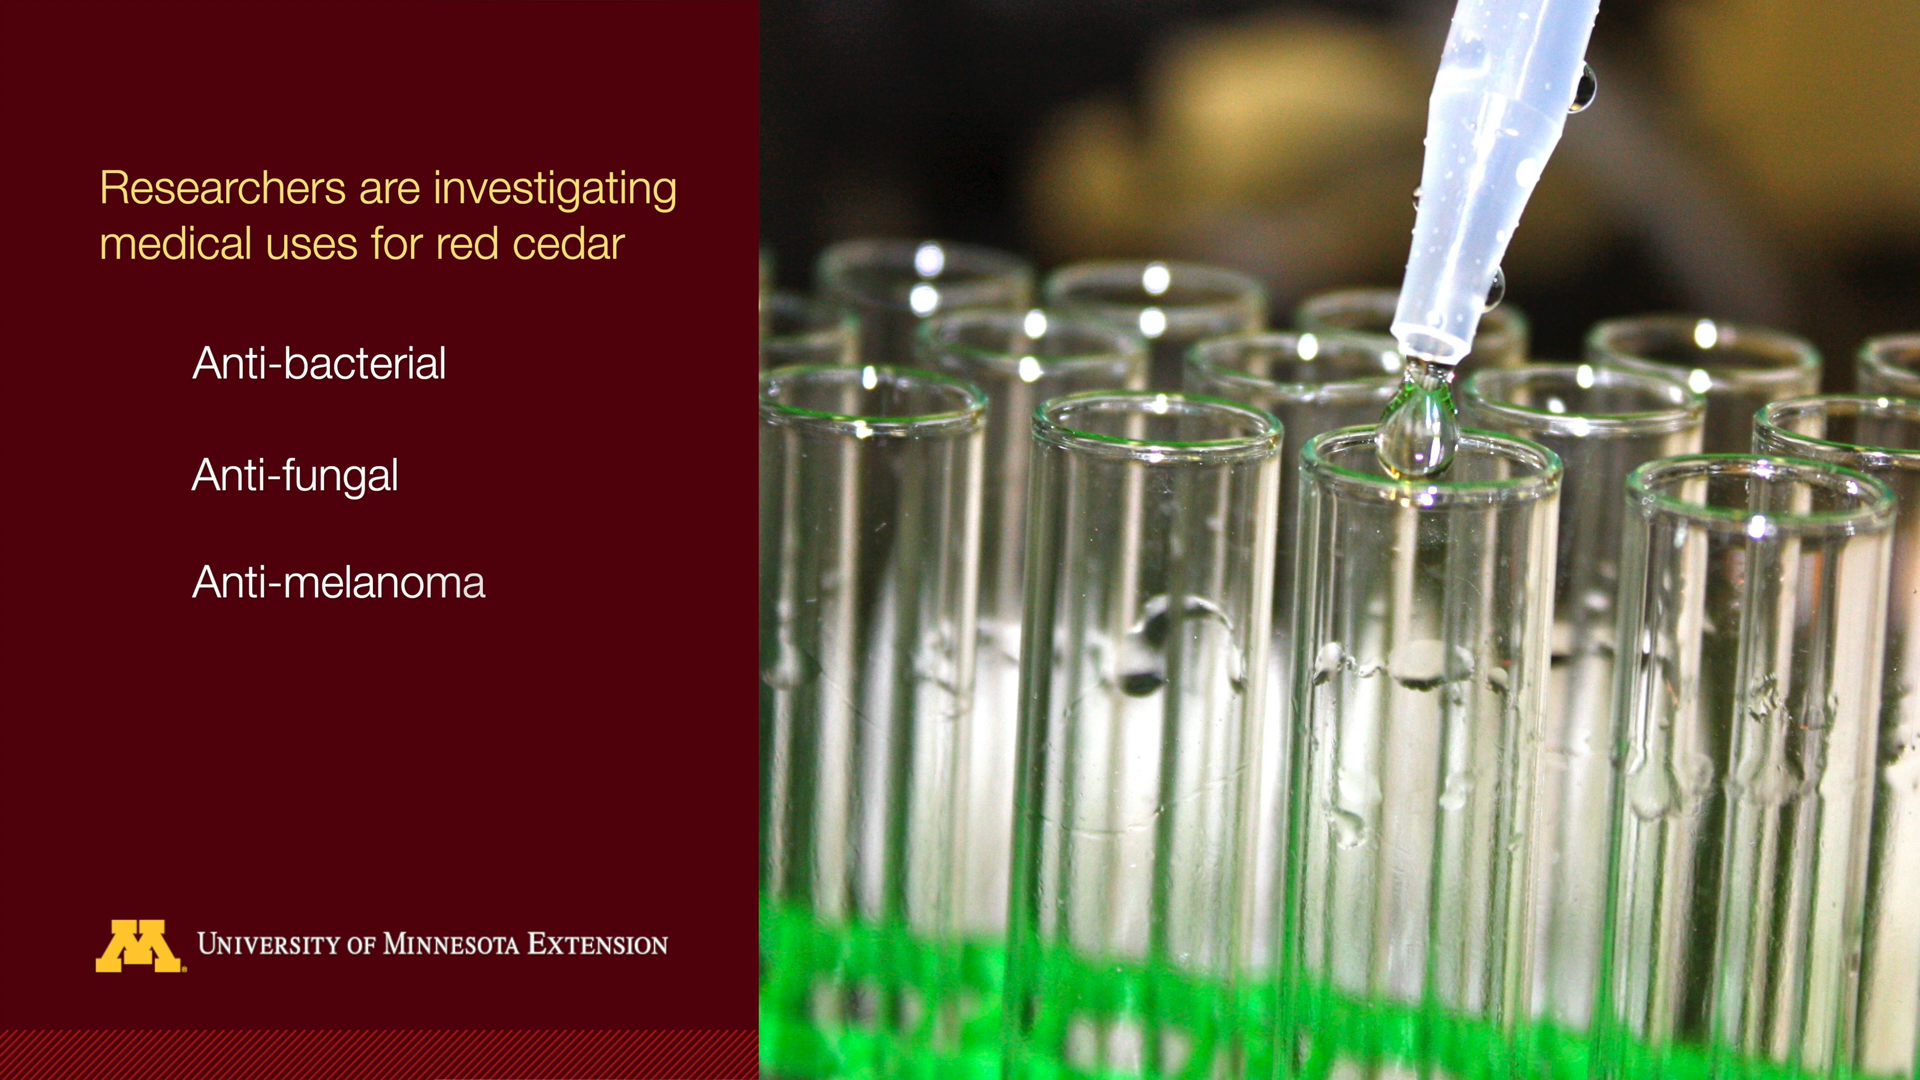 Researchers are investigating
medical uses for red cedar
Anti-bacterial
Anti-fungal
Anti-melanoma
M
University of Minnesota Extension